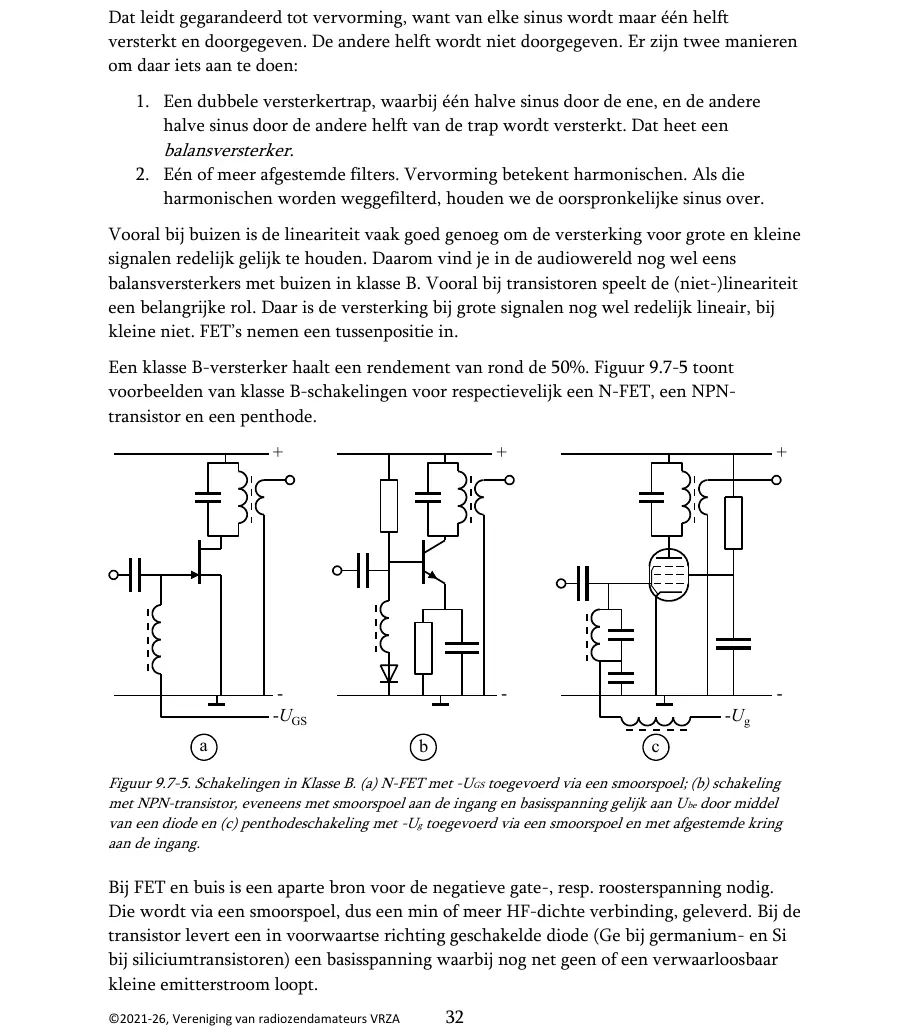 Dat leidt gegarandeerd tot vervorming, want van elke sinus wordt maar één helft
versterkt en doorgegeven. De andere helft wordt niet doorgegeven. Er zijn twee manieren
om daar iets aan te doen:
1. Een dubbele versterkertrap, waarbij één halve sinus door de ene, en de andere
halve sinus door de andere helft van de trap wordt versterkt. Dat heet een
balansversterker.
2. Eén of meer afgestemde filters. Vervorming betekent harmonischen. Als die
harmonischen worden weggefilterd, houden we de oorspronkelijke sinus over.
Vooral bij buizen is de lineariteit vaak goed genoeg om de versterking voor grote en kleine
signalen redelijk gelijk te houden. Daarom vind je in de audiowereld nog wel eens
balansversterkers met buizen in klasse B. Vooral bij transistoren speelt de (niet-)lineariteit
een belangrijke rol. Daar is de versterking bij grote signalen nog wel redelijk lineair, bij
kleine niet. FET's nemen een tussenpositie in.
Een klasse B-versterker haalt een rendement van rond de 50%. Figuur 9.7-5 toont
voorbeelden van klasse B-schakelingen voor respectievelijk een N-FET, een NPN-
transistor en een penthode.
+ + +
- - -
-UGS -Ug
a b c
Figuur 9.7-5. Schakelingen in Klasse B. (a) N-FET met -UGS toegevoerd via een smoorspoel; (b) schakeling
met NPN-transistor, eveneens met smoorspoel aan de ingang en basisspanning gelijk aan Ube door middel
van een diode en (c) penthodeschakeling met -Ug toegevoerd via een smoorspoel en met afgestemde kring
aan de ingang.
Bij FET en buis is een aparte bron voor de negatieve gate-, resp. roosterspanning nodig.
Die wordt via een smoorspoel, dus een min of meer HF-dichte verbinding, geleverd. Bij de
transistor levert een in voorwaartse richting geschakelde diode (Ge bij germanium- en Si
bij siliciumtransistoren) een basisspanning waarbij nog net geen of een verwaarloosbaar
kleine emitterstroom loopt.
©2021-26, Vereniging van radiozendamateurs VRZA 32